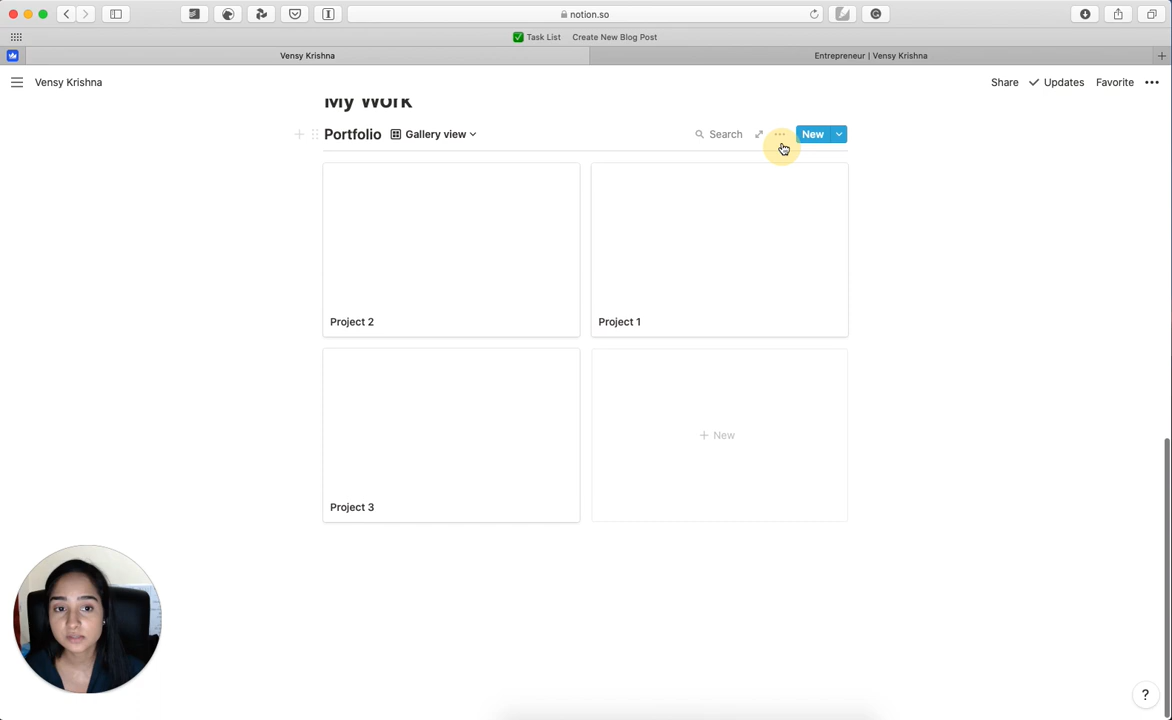 notion.so
Task List Create New Blog Post
Vensy Krishna Entrepreneur | Vensy Krishna
Vensy Krishna Share Updates Favorite
My Work
Portfolio Gallery view Search New
Project 2 Project 1
+ New
Project 3
?